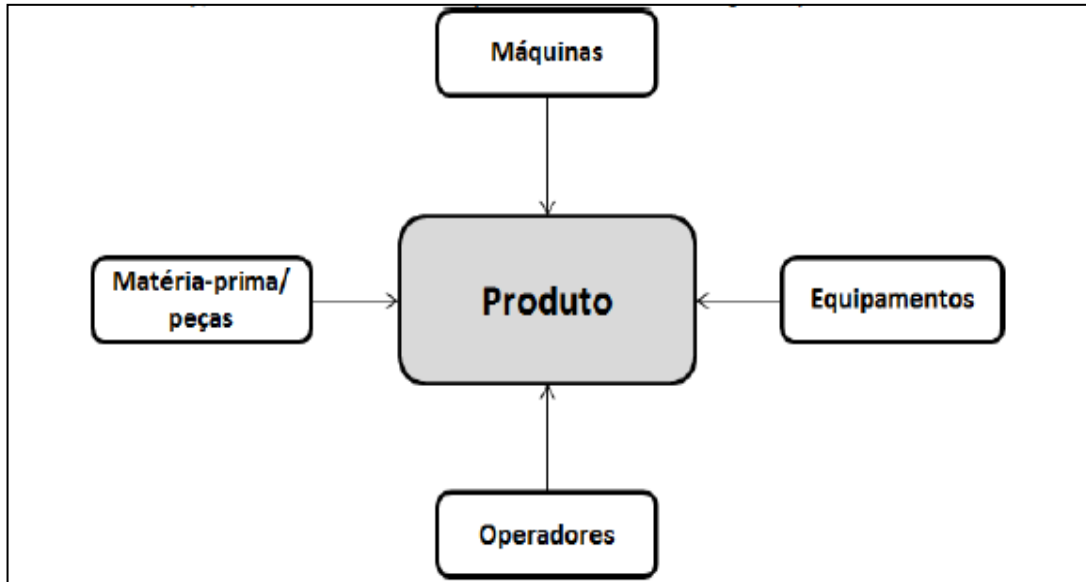 Máquinas
Matéria-prima/
peças
Produto
Equipamentos
Operadores